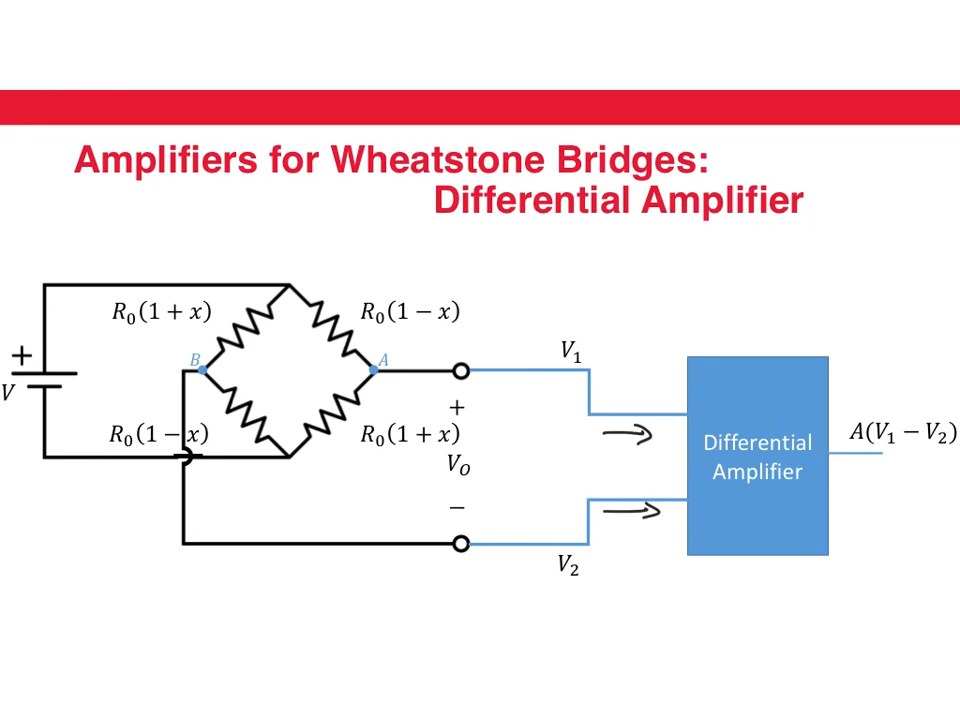 Amplifiers for Wheatstone Bridges:
Differential Amplifier
R₀(1 + x)
R₀(1 − x)
+
V
B
A
V₁
R₀(1 − x)
R₀(1 + x)
+
V_O
−
Differential
Amplifier
A(V₁ − V₂)
V₂